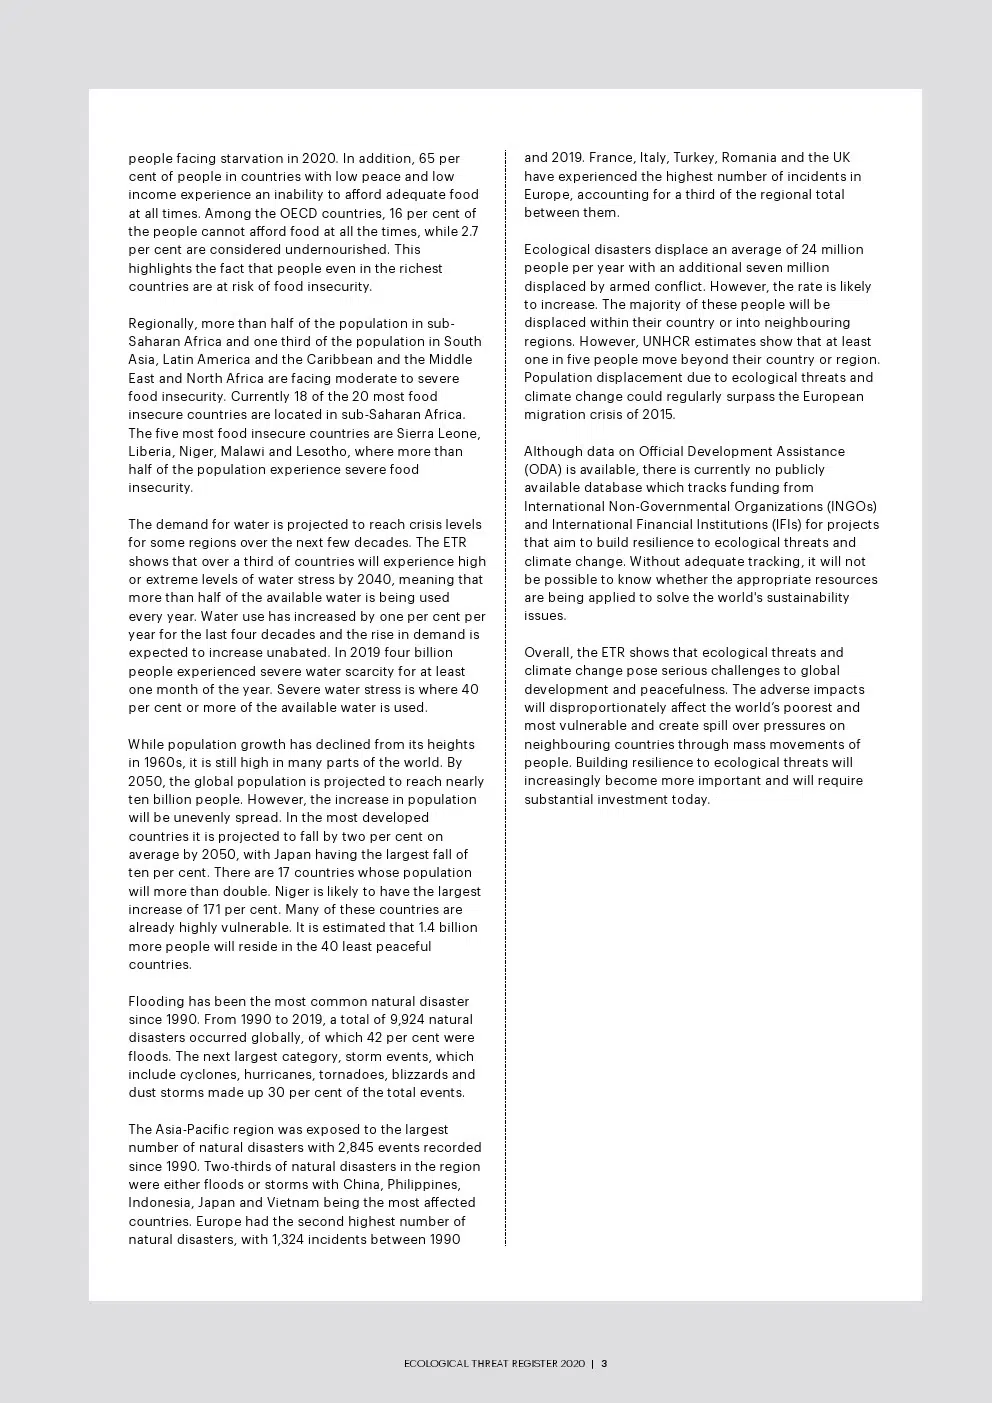 people facing starvation in 2020. In addition, 65 per
cent of people in countries with low peace and low
income experience an inability to afford adequate food
at all times. Among the OECD countries, 16 per cent of
the people cannot afford food at all the times, while 2.7
per cent are considered undernourished. This
highlights the fact that people even in the richest
countries are at risk of food insecurity.
Regionally, more than half of the population in sub-
Saharan Africa and one third of the population in South
Asia, Latin America and the Caribbean and the Middle
East and North Africa are facing moderate to severe
food insecurity. Currently 18 of the 20 most food
insecure countries are located in sub-Saharan Africa.
The five most food insecure countries are Sierra Leone,
Liberia, Niger, Malawi and Lesotho, where more than
half of the population experience severe food
insecurity.
The demand for water is projected to reach crisis levels
for some regions over the next few decades. The ETR
shows that over a third of countries will experience high
or extreme levels of water stress by 2040, meaning that
more than half of the available water is being used
every year. Water use has increased by one per cent per
year for the last four decades and the rise in demand is
expected to increase unabated. In 2019 four billion
people experienced severe water scarcity for at least
one month of the year. Severe water stress is where 40
per cent or more of the available water is used.
While population growth has declined from its heights
in 1960s, it is still high in many parts of the world. By
2050, the global population is projected to reach nearly
ten billion people. However, the increase in population
will be unevenly spread. In the most developed
countries it is projected to fall by two per cent on
average by 2050, with Japan having the largest fall of
ten per cent. There are 17 countries whose population
will more than double. Niger is likely to have the largest
increase of 171 per cent. Many of these countries are
already highly vulnerable. It is estimated that 1.4 billion
more people will reside in the 40 least peaceful
countries.
Flooding has been the most common natural disaster
since 1990. From 1990 to 2019, a total of 9,924 natural
disasters occurred globally, of which 42 per cent were
floods. The next largest category, storm events, which
include cyclones, hurricanes, tornadoes, blizzards and
dust storms made up 30 per cent of the total events.
The Asia-Pacific region was exposed to the largest
number of natural disasters with 2,845 events recorded
since 1990. Two-thirds of natural disasters in the region
were either floods or storms with China, Philippines,
Indonesia, Japan and Vietnam being the most affected
countries. Europe had the second highest number of
natural disasters, with 1,324 incidents between 1990
and 2019. France, Italy, Turkey, Romania and the UK
have experienced the highest number of incidents in
Europe, accounting for a third of the regional total
between them.
Ecological disasters displace an average of 24 million
people per year with an additional seven million
displaced by armed conflict. However, the rate is likely
to increase. The majority of these people will be
displaced within their country or into neighbouring
regions. However, UNHCR estimates show that at least
one in five people move beyond their country or region.
Population displacement due to ecological threats and
climate change could regularly surpass the European
migration crisis of 2015.
Although data on Official Development Assistance
(ODA) is available, there is currently no publicly
available database which tracks funding from
International Non-Governmental Organizations (INGOs)
and International Financial Institutions (IFIs) for projects
that aim to build resilience to ecological threats and
climate change. Without adequate tracking, it will not
be possible to know whether the appropriate resources
are being applied to solve the world's sustainability
issues.
Overall, the ETR shows that ecological threats and
climate change pose serious challenges to global
development and peacefulness. The adverse impacts
will disproportionately affect the world’s poorest and
most vulnerable and create spill over pressures on
neighbouring countries through mass movements of
people. Building resilience to ecological threats will
increasingly become more important and will require
substantial investment today.
ECOLOGICAL THREAT REGISTER 2020 | 3